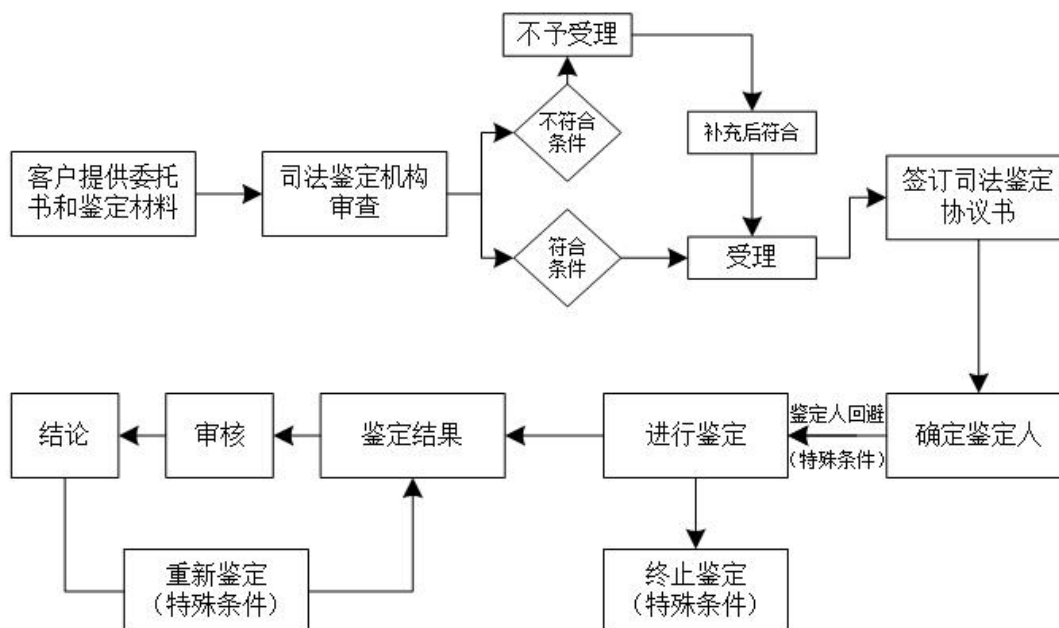 不予受理
不符合
条件
补充后符合
客户提供委托
书和鉴定材料
司法鉴定机构
审查
签订司法鉴定
协议书
符合
条件
受理
结论
审核
鉴定结果
进行鉴定
鉴定人回避
（特殊条件）
确定鉴定人
重新鉴定
（特殊条件）
终止鉴定
（特殊条件）